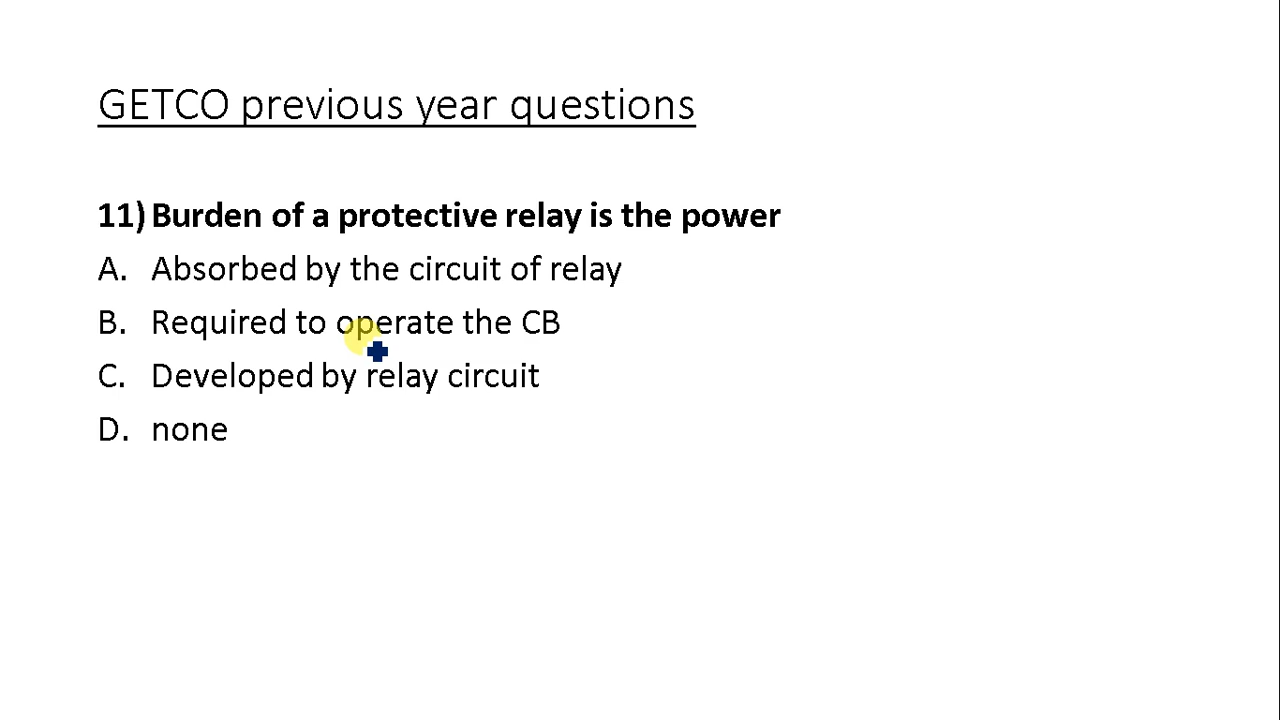 GETCO previous year questions
11) Burden of a protective relay is the power
A. Absorbed by the circuit of relay
B. Required to operate the CB
C. Developed by relay circuit
D. none